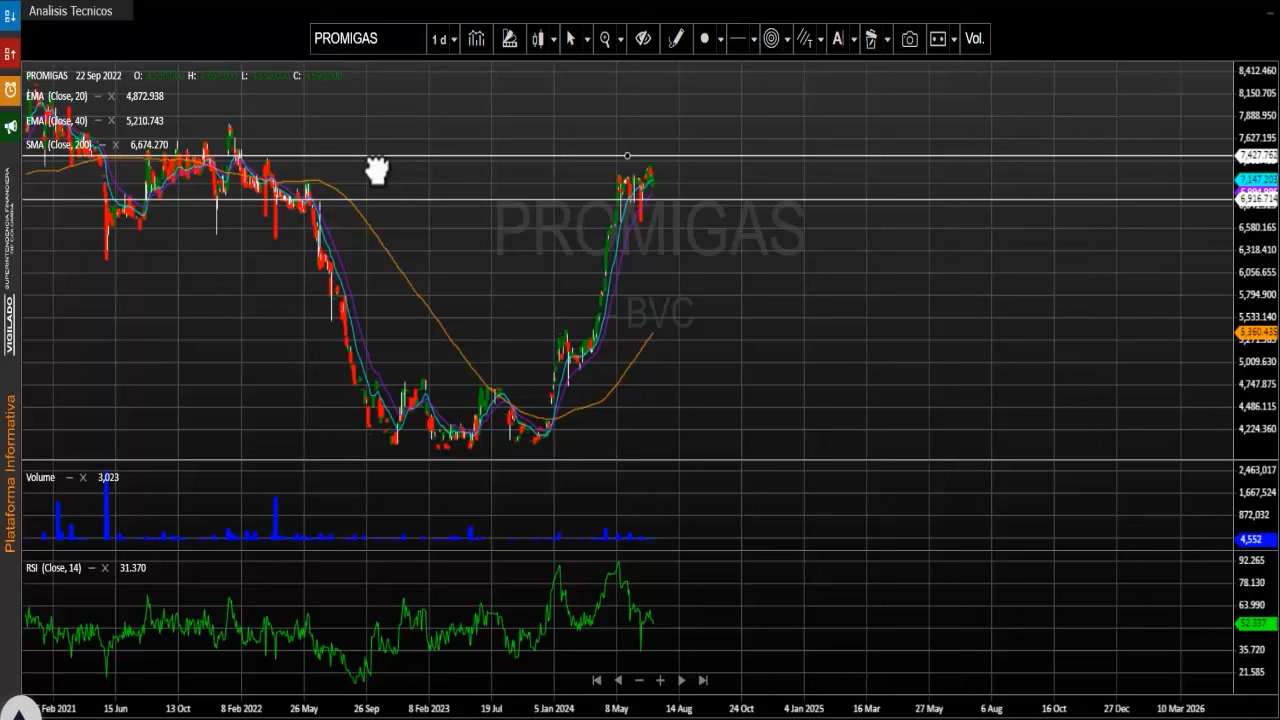 Analisis Tecnicos
PROMIGAS
1 d
A
Vol.
PROMIGAS 22 Sep 2022 O: H: L: C:
EMA (Close, 20) – X 4,872.938
EMA (Close, 40) – X 5,210.743
SMA (Close, 200) – X 6,674.270
PROMIGAS
BVC
8,412.460
8,150.705
7,888.950
7,627.195
7,427.762
7,147.203
6,916.714
6,580.165
6,318.410
6,056.655
5,794.900
5,533.140
5,360.435
5,009.630
4,747.875
4,486.115
4,224.360
Volume – X 3,023
2,463,017
1,667,524
872,032
4,552
RSI (Close, 14) – X 31.370
92.265
78.130
63.990
52.337
35.720
21.585
Feb 2021 15 Jun 13 Oct 8 Feb 2022 26 May 26 Sep 8 Feb 2023 19 Jul 5 Jan 2024 8 May 14 Aug 24 Oct 4 Jan 2025 16 Mar 27 May 6 Aug 16 Oct 27 Dec 10 Mar 2026
VIGILADO
SUPERINTENDENCIA FINANCIERA
DE COLOMBIA
Plataforma Informativa